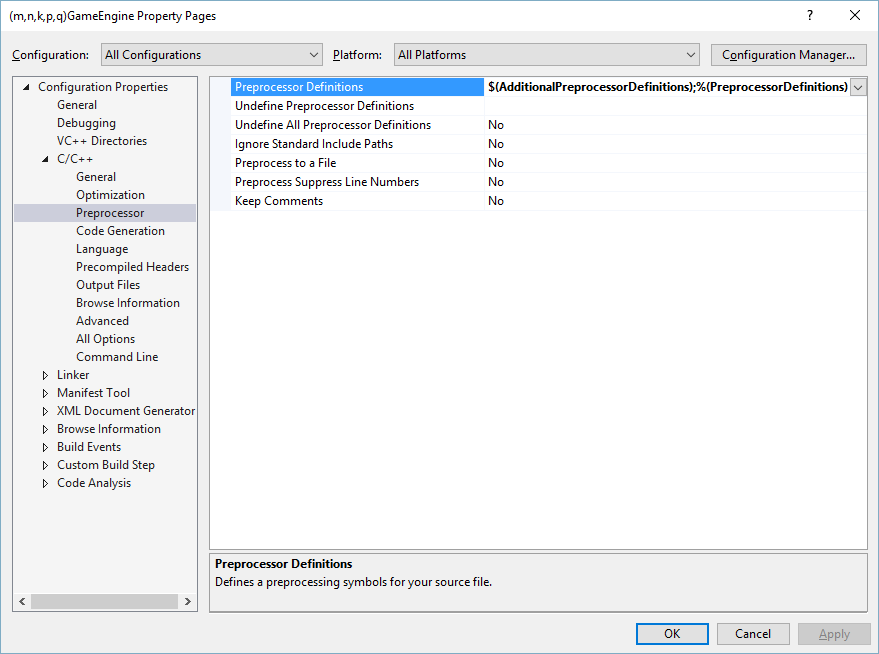 (m,n,k,p,q)GameEngine Property Pages
?
Configuration: All Configurations Platform: All Platforms Configuration Manager...
Configuration Properties
General
Debugging
VC++ Directories
C/C++
General
Optimization
Preprocessor
Code Generation
Language
Precompiled Headers
Output Files
Browse Information
Advanced
All Options
Command Line
Linker
Manifest Tool
XML Document Generator
Browse Information
Build Events
Custom Build Step
Code Analysis
Preprocessor Definitions $(AdditionalPreprocessorDefinitions);%(PreprocessorDefinitions)
Undefine Preprocessor Definitions
Undefine All Preprocessor Definitions No
Ignore Standard Include Paths No
Preprocess to a File No
Preprocess Suppress Line Numbers No
Keep Comments No
Preprocessor Definitions
Defines a preprocessing symbols for your source file.
OK Cancel Apply